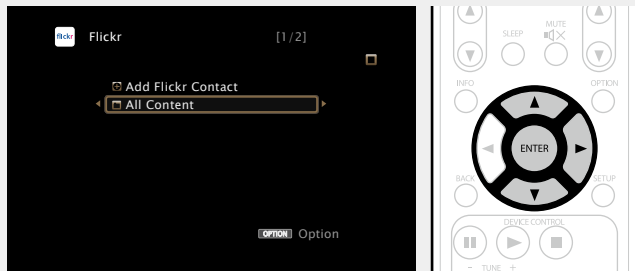 flickr Flickr [1/2]
Add Flickr Contact
All Content
OPTION Option
MUTE
SLEEP
INFO OPTION
ENTER
BACK SETUP
DEVICE CONTROL
- TUNE +